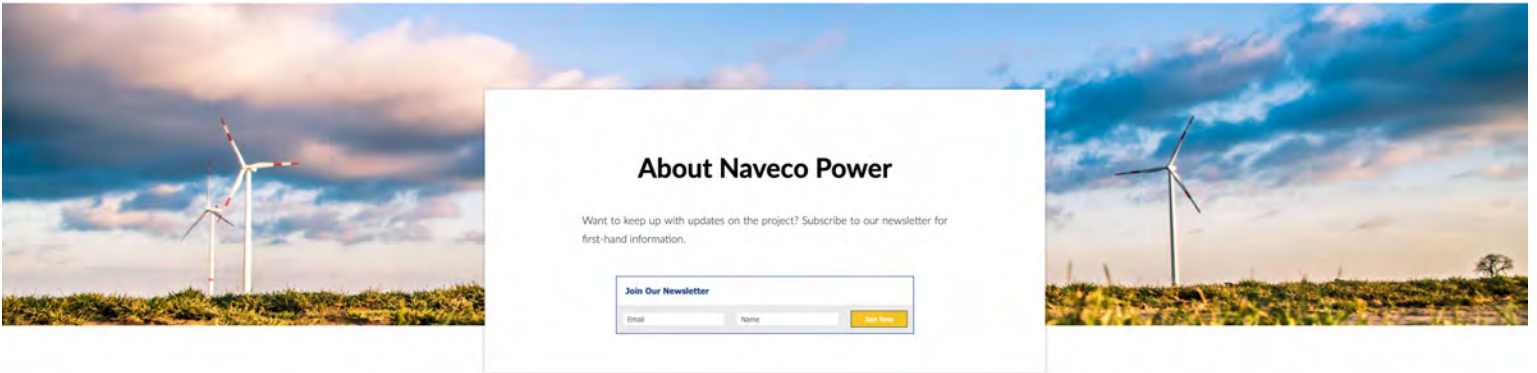 About Naveco Power
Want to keep up with updates on the project? Subscribe to our newsletter for
first-hand information.
Join Our Newsletter
Email
Name
Join Now